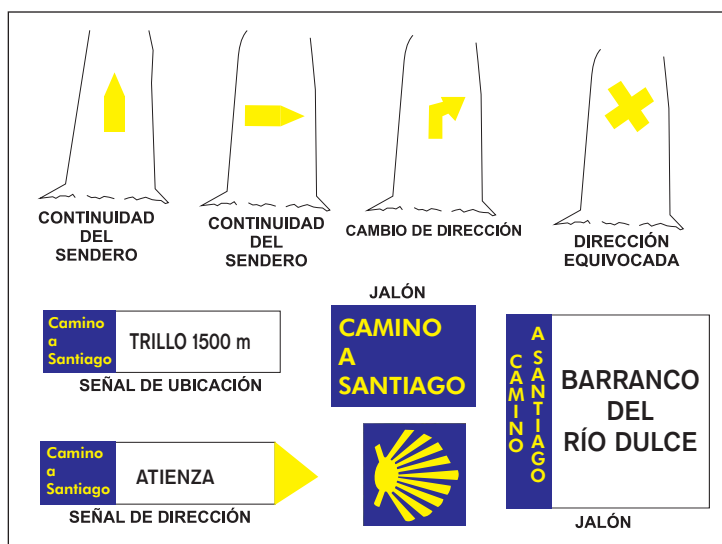 CONTINUIDAD
DEL
SENDERO
CONTINUIDAD
DEL
SENDERO
CAMBIO DE DIRECCIÓN
DIRECCIÓN
EQUIVOCADA
Camino
a
Santiago
TRILLO 1500 m
SEÑAL DE UBICACIÓN
JALÓN
CAMINO
A
SANTIAGO
CAMINO
A SANTIAGO
BARRANCO
DEL
RÍO DULCE
JALÓN
Camino
a
Santiago
ATIENZA
SEÑAL DE DIRECCIÓN